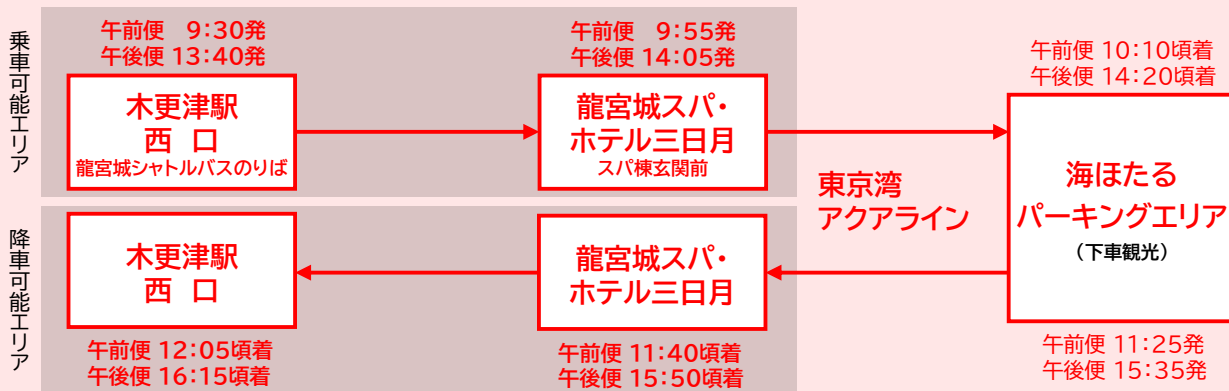 乗車可能エリア
午前便 9:30発
午後便 13:40発
木更津駅
西 口
龍宮城シャトルバスのりば
午前便 9:55発
午後便 14:05発
龍宮城スパ・
ホテル三日月
スパ棟玄関前
東京湾
アクアライン
午前便 10:10頃着
午後便 14:20頃着
海ほたる
パーキングエリア
(下車観光)
午前便 11:25発
午後便 15:35発
降車可能エリア
龍宮城スパ・
ホテル三日月
午前便 11:40頃着
午後便 15:50頃着
木更津駅
西 口
午前便 12:05頃着
午後便 16:15頃着